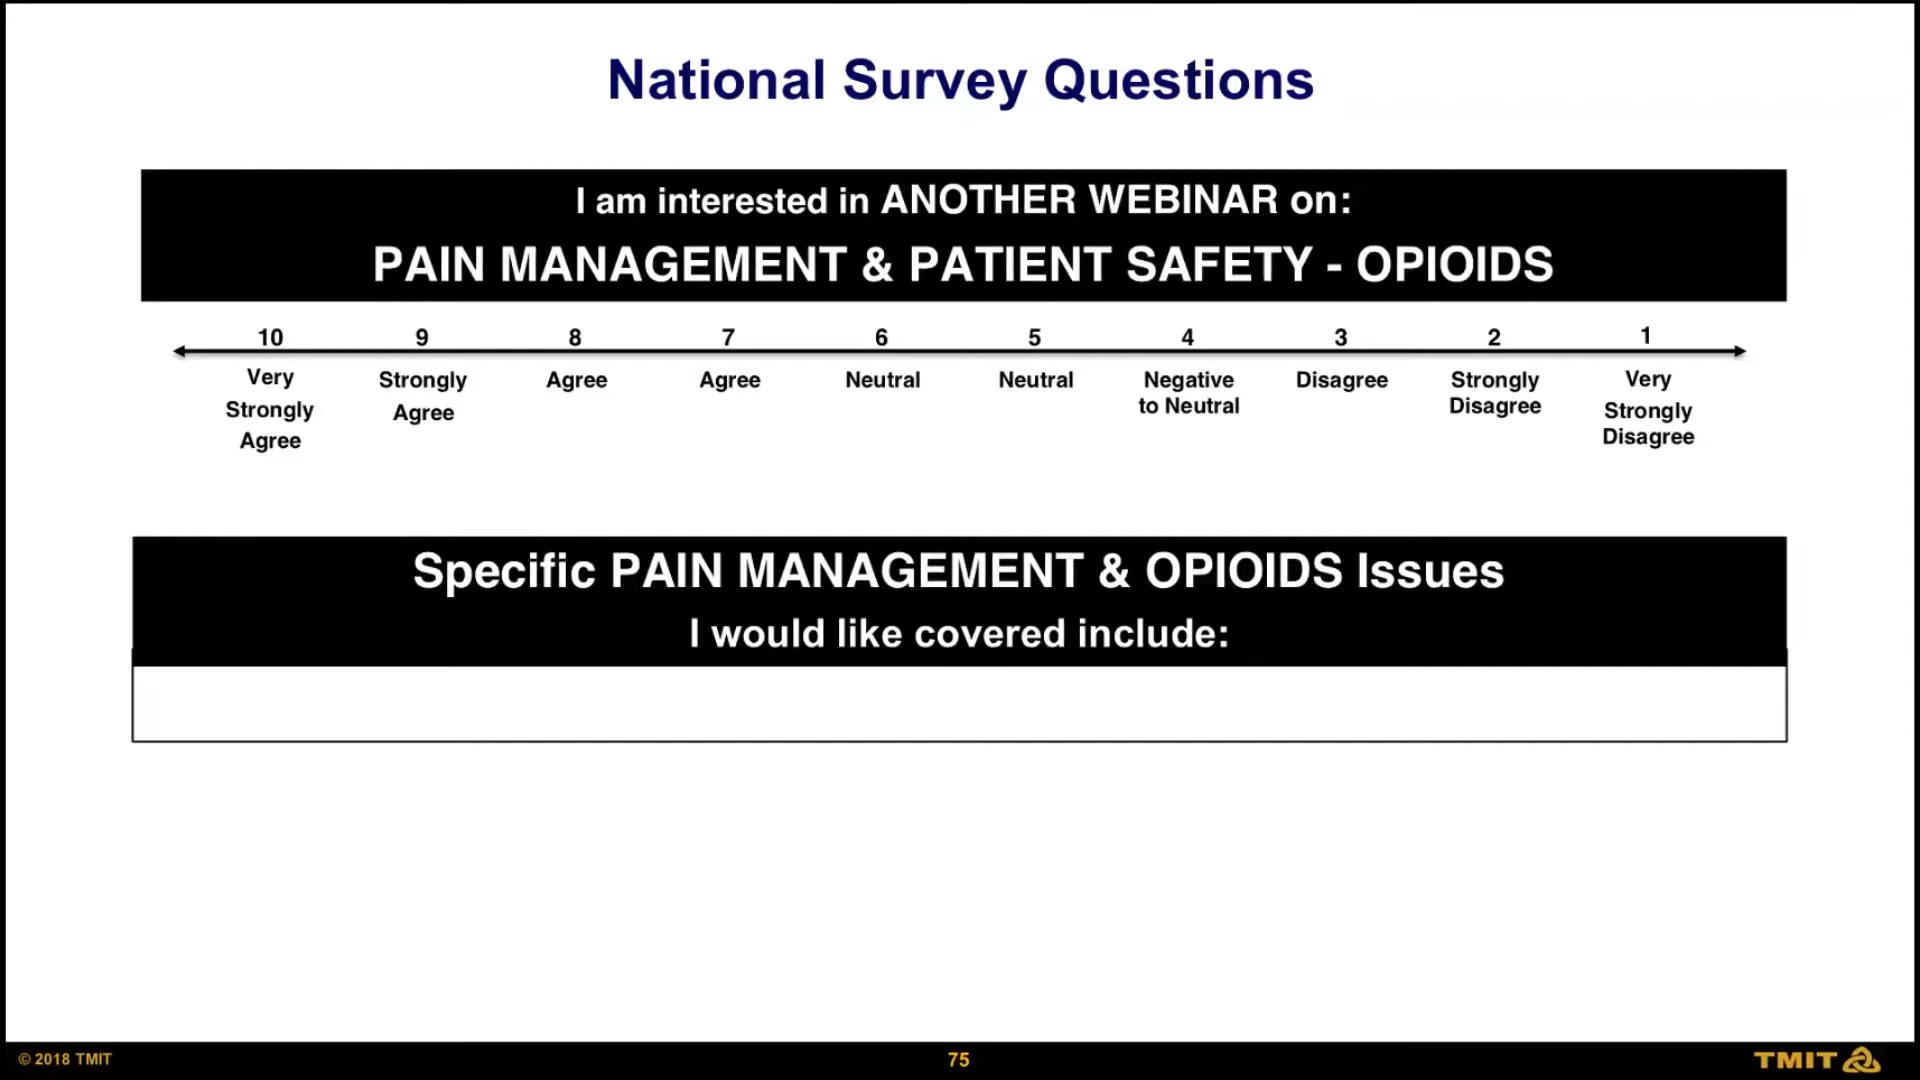 National Survey Questions
I am interested in ANOTHER WEBINAR on:
PAIN MANAGEMENT & PATIENT SAFETY - OPIOIDS
10 9 8 7 6 5 4 3 2 1
Very Strongly Agree
Strongly Agree
Agree
Agree
Neutral
Neutral
Negative to Neutral
Disagree
Strongly Disagree
Very Strongly Disagree
Specific PAIN MANAGEMENT & OPIOIDS Issues
I would like covered include:
© 2018 TMIT
75
TMIT